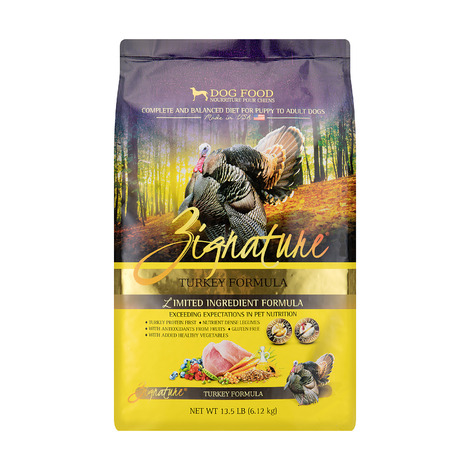 DOG FOOD
NOURRITURE POUR CHIENS
COMPLETE AND BALANCED DIET FOR PUPPY TO ADULT DOGS
Made in USA
Zignature®
TURKEY FORMULA
LIMITED INGREDIENT FORMULA
EXCEEDING EXPECTATIONS IN PET NUTRITION
• TURKEY PROTEIN FIRST • NUTRIENT DENSE LEGUMES
• WITH ANTIOXIDANTS FROM FRUITS • GLUTEN FREE
• WITH ADDED HEALTHY VEGETABLES
Zignature®
TURKEY FORMULA
NET WT 13.5 LB (6.12 kg)